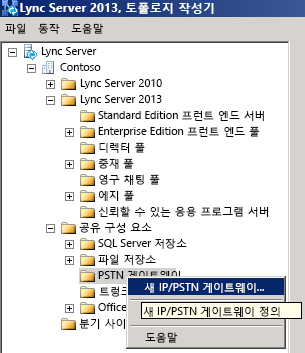 Lync Server 2013, 토폴로지 작성기
파일 동작 도움말
Lync Server
Contoso
Lync Server 2010
Lync Server 2013
Standard Edition 프런트 엔드 서버
Enterprise Edition 프런트 엔드 풀
디렉터 풀
중재 풀
영구 채팅 풀
에지 풀
신뢰할 수 있는 응용 프로그램 서버
공유 구성 요소
SQL Server 저장소
파일 저장소
PSTN 게이트웨이
새 IP/PSTN 게이트웨이...
트렁크
새 IP/PSTN 게이트웨이 정의
Office
분기 사이
도움말